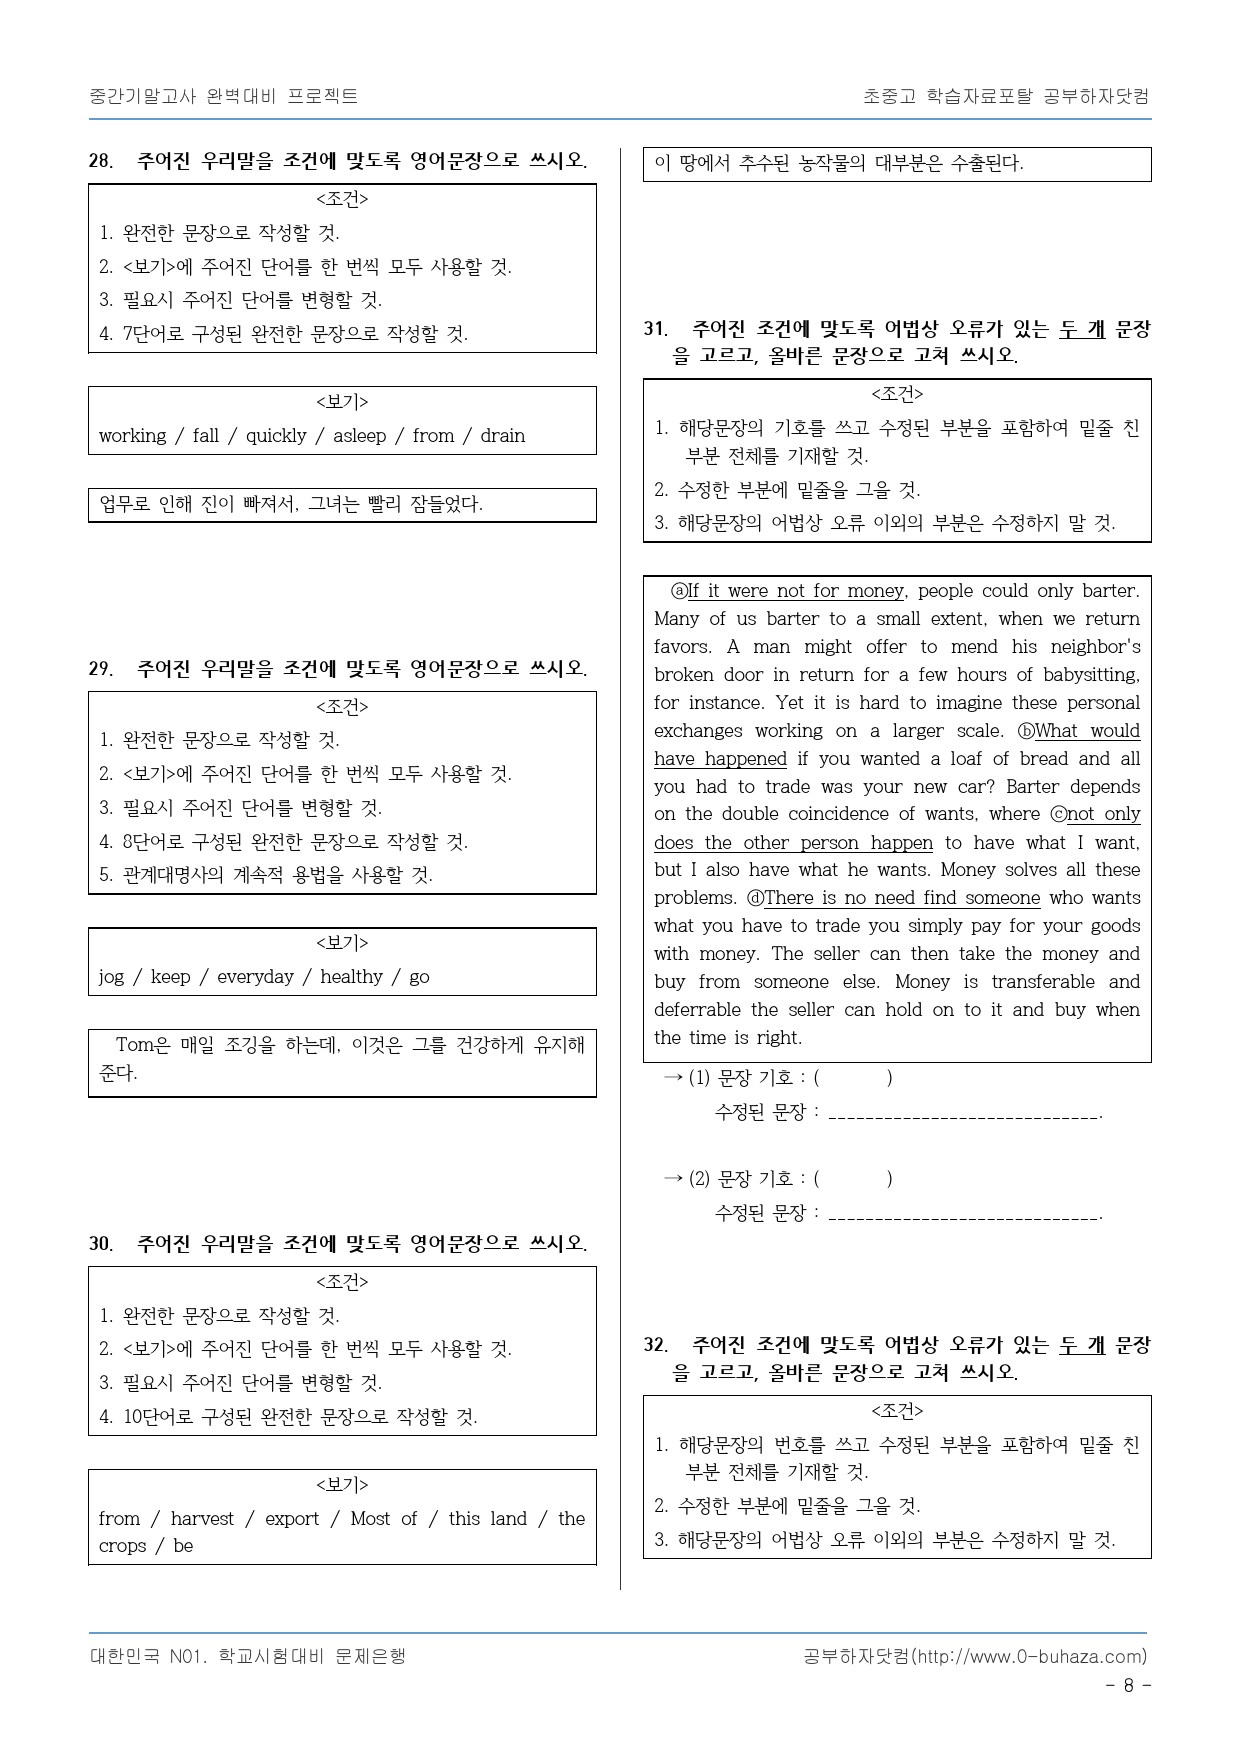 중간기말고사 완벽대비 프로젝트
초중고 학습자료포탈 공부하자닷컴
28. 주어진 우리말을 조건에 맞도록 영어문장으로 쓰시오.
<조건>
1. 완전한 문장으로 작성할 것.
2. <보기>에 주어진 단어를 한 번씩 모두 사용할 것.
3. 필요시 주어진 단어를 변형할 것.
4. 7단어로 구성된 완전한 문장으로 작성할 것.
<보기>
working / fall / quickly / asleep / from / drain
업무로 인해 진이 빠져서, 그녀는 빨리 잠들었다.
29. 주어진 우리말을 조건에 맞도록 영어문장으로 쓰시오.
<조건>
1. 완전한 문장으로 작성할 것.
2. <보기>에 주어진 단어를 한 번씩 모두 사용할 것.
3. 필요시 주어진 단어를 변형할 것.
4. 8단어로 구성된 완전한 문장으로 작성할 것.
5. 관계대명사의 계속적 용법을 사용할 것.
<보기>
jog / keep / everyday / healthy / go
Tom은 매일 조깅을 하는데, 이것은 그를 건강하게 유지해
준다.
30. 주어진 우리말을 조건에 맞도록 영어문장으로 쓰시오.
<조건>
1. 완전한 문장으로 작성할 것.
2. <보기>에 주어진 단어를 한 번씩 모두 사용할 것.
3. 필요시 주어진 단어를 변형할 것.
4. 10단어로 구성된 완전한 문장으로 작성할 것.
<보기>
from / harvest / export / Most of / this land / the
crops / be
이 땅에서 추수된 농작물의 대부분은 수출된다.
31. 주어진 조건에 맞도록 어법상 오류가 있는 두 개 문장
을 고르고, 올바른 문장으로 고쳐 쓰시오.
<조건>
1. 해당문장의 기호를 쓰고 수정된 부분을 포함하여 밑줄 친
부분 전체를 기재할 것.
2. 수정한 부분에 밑줄을 그을 것.
3. 해당문장의 어법상 오류 이외의 부분은 수정하지 말 것.
ⓐIf it were not for money, people could only barter.
Many of us barter to a small extent, when we return
favors. A man might offer to mend his neighbor's
broken door in return for a few hours of babysitting,
for instance. Yet it is hard to imagine these personal
exchanges working on a larger scale. ⓑWhat would
have happened if you wanted a loaf of bread and all
you had to trade was your new car? Barter depends
on the double coincidence of wants, where ⓒnot only
does the other person happen to have what I want,
but I also have what he wants. Money solves all these
problems. ⓓThere is no need find someone who wants
what you have to trade you simply pay for your goods
with money. The seller can then take the money and
buy from someone else. Money is transferable and
deferrable the seller can hold on to it and buy when
the time is right.
→ (1) 문장 기호 : (        )
수정된 문장 : _____________________________.
→ (2) 문장 기호 : (        )
수정된 문장 : _____________________________.
32. 주어진 조건에 맞도록 어법상 오류가 있는 두 개 문장
을 고르고, 올바른 문장으로 고쳐 쓰시오.
<조건>
1. 해당문장의 번호를 쓰고 수정된 부분을 포함하여 밑줄 친
부분 전체를 기재할 것.
2. 수정한 부분에 밑줄을 그을 것.
3. 해당문장의 어법상 오류 이외의 부분은 수정하지 말 것.
대한민국 N01. 학교시험대비 문제은행
공부하자닷컴(http://www.0-buhaza.com)
- 8 -